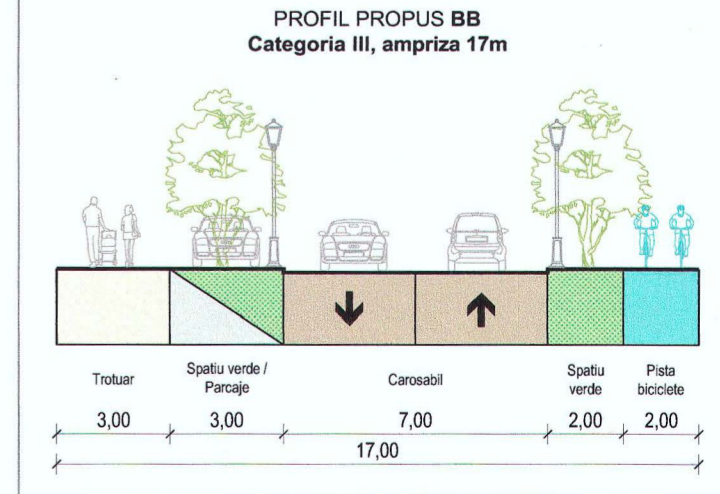 PROFIL PROPUS BB
Categoria III, ampriza 17m
Trotuar
Spatiu verde /
Parcaje
Carosabil
Spatiu
verde
Pista
biciclete
3,00
3,00
7,00
2,00
2,00
17,00